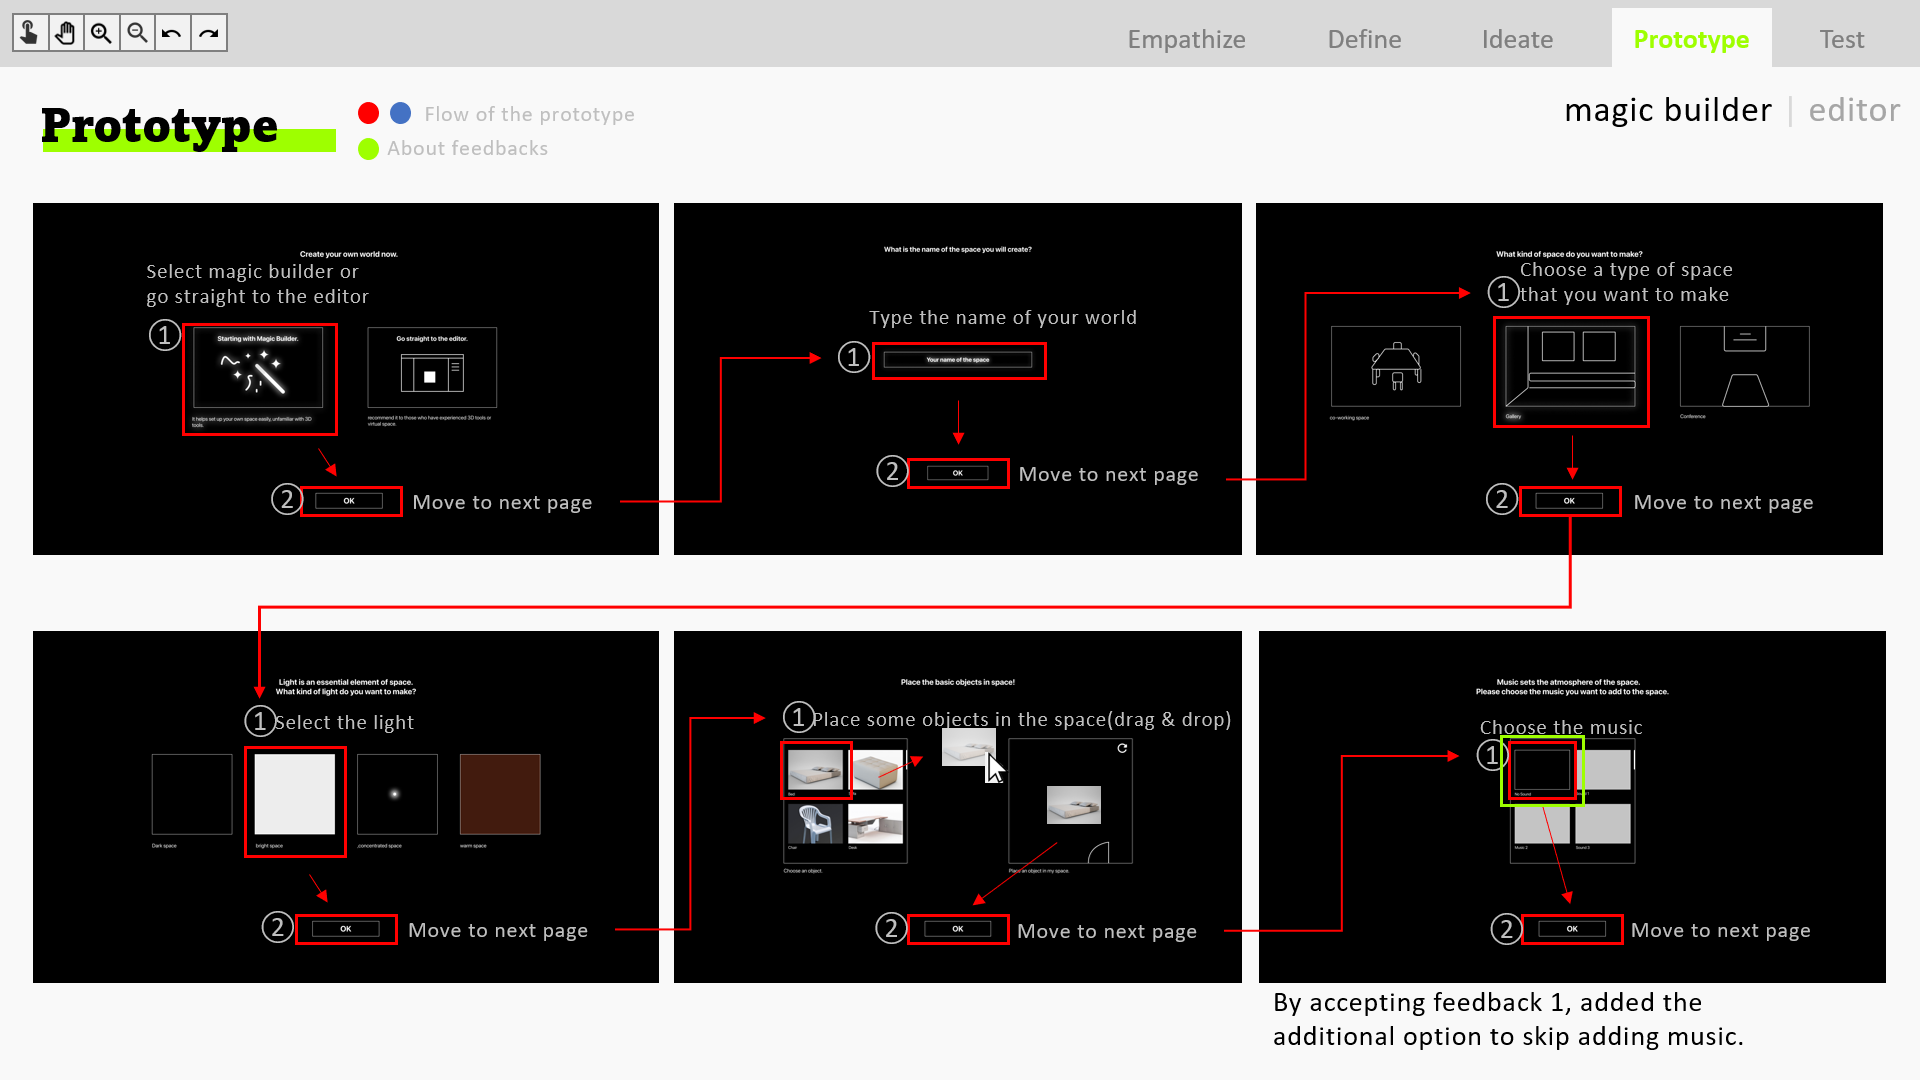 Empathize
Define
Ideate
Prototype
Test
Prototype
Flow of the prototype
About feedbacks
magic builder | editor
Create your own world now.
Select magic builder or
go straight to the editor
1
Starting with Magic Builder.
Go straight to the editor.
It helps set up your own space easily, unfamiliar with 3D
tools.
recommend it to those who have experienced 3D tools or
virtual space.
2
OK
Move to next page
What is the name of the space you will create?
Type the name of your world
1
Your name of the space
2
OK
Move to next page
What kind of space do you want to make?
1
Choose a type of space
that you want to make
co-working space
Gallery
Conference
2
OK
Move to next page
Light is an essential element of space.
What kind of light do you want to make?
1
Select the light
Dark space
bright space
,concentrated space
warm space
2
OK
Move to next page
Place the basic objects in space!
1
Place some objects in the space(drag & drop)
Bed
Chair
Desk
Choose an object.
Place an object in my space.
2
OK
Move to next page
Music sets the atmosphere of the space.
Please choose the music you want to add to the space.
Choose the music
1
No Sound
Music 2
Sound 3
2
OK
Move to next page
By accepting feedback 1, added the
additional option to skip adding music.